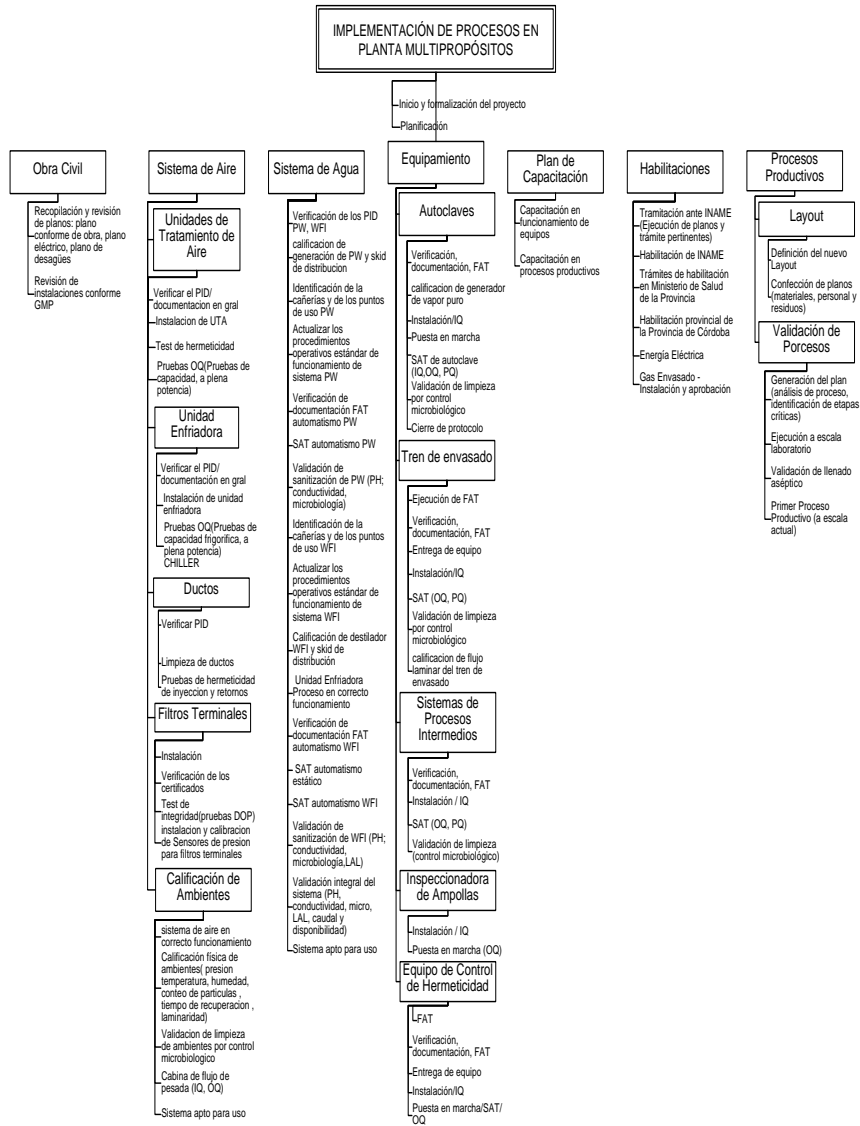 IMPLEMENTACIÓN DE PROCESOS EN
PLANTA MULTIPROPÓSITOS
Inicio y formalización del proyecto
Planificación
Obra Civil
Recopilación y revisión
de planos: plano
conforme de obra, plano
eléctrico, plano de
desagües
Revisión de
instalaciones conforme
GMP
Sistema de Aire
Unidades de
Tratamiento de
Aire
Verificar el PID/
documentacion en gral
Instalacion de UTA
Test de hermeticidad
Pruebas OQ(Pruebas de
capacidad, a plena
potencia)
Unidad
Enfriadora
Verificar el PID/
documentación en gral
Instalación de unidad
enfriadora
Pruebas OQ(Pruebas de
capacidad frigorifica, a
plena potencia)
CHILLER
Ductos
Verificar PID
Limpieza de ductos
Pruebas de hermeticidad
de inyeccion y retornos
Filtros Terminales
Instalación
Verificación de los
certificados
Test de
integridad(pruebas DOP)
instalacion y calibracion
de Sensores de presion
para filtros terminales
Calificación de
Ambientes
sistema de aire en
correcto funcionamiento
Calificación física de
ambientes( presion
temperatura, humedad,
conteo de particulas ,
tiempo de recuperacion ,
laminaridad)
Validacion de limpieza
de ambientes por control
microbiologico
Cabina de flujo de
pesada (IQ, OQ)
Sistema apto para uso
Sistema de Agua
Verificación de los PID
PW, WFI
calificacion de
generación de PW y skid
de distribucion
Identificación de la
cañerías y de los puntos
de uso PW
Actualizar los
procedimientos
operativos estándar de
funcionamiento de
sistema PW
Verificación de
documentación FAT
automatismo PW
SAT automatismo PW
Validación de
sanitización de PW (PH;
conductividad,
microbiología)
Identificación de la
cañerías y de los puntos
de uso WFI
Actualizar los
procedimientos
operativos estándar de
funcionamiento de
sistema WFI
Calificación de destilador
WFI y skid de
distribución
Unidad Enfriadora
Proceso en correcto
funcionamiento
Verificación de
documentación FAT
automatismo WFI
SAT automatismo
estático
SAT automatismo WFI
Validación de
sanitización de WFI (PH;
conductividad,
microbiología,LAL)
Validación integral del
sistema (PH,
conductividad, micro,
LAL, caudal y
disponibilidad)
Sistema apto para uso
Equipamiento
Autoclaves
Verificación,
documentación, FAT
calificacion de generador
de vapor puro
Instalación/IQ
Puesta en marcha
SAT de autoclave
(IQ,OQ, PQ)
Validación de limpieza
por control
microbiológico
Cierre de protocolo
Tren de envasado
Ejecución de FAT
Verificación,
documentación, FAT
Entrega de equipo
Instalación/IQ
SAT (OQ, PQ)
Validación de limpieza
por control
microbiológico
calificacion de flujo
laminar del tren de
envasado
Sistemas de
Procesos
Intermedios
Verificación,
documentación, FAT
Instalación / IQ
SAT (OQ, PQ)
Validación de limpieza
(control microbiológico)
Inspeccionadora
de Ampollas
Instalación / IQ
Puesta en marcha (OQ)
Equipo de Control
de Hermeticidad
FAT
Verificación,
documentación, FAT
Entrega de equipo
Instalación/IQ
Puesta en marcha/SAT/
OQ
Plan de
Capacitación
Capacitación en
funcionamiento de
equipos
Capacitación en
procesos productivos
Habilitaciones
Tramitación ante INAME
(Ejecución de planos y
trámite pertinentes)
Habilitación de INAME
Trámites de habilitación
en Ministerio de Salud
de la Provincia
Habilitación provincial de
la Provincia de Córdoba
Energía Eléctrica
Gas Envasado -
Instalación y aprobación
Procesos
Productivos
Layout
Definición del nuevo
Layout
Confección de planos
(materiales, personal y
residuos)
Validación de
Porcesos
Generación del plan
(análisis de proceso,
identificación de etapas
críticas)
Ejecución a escala
laboratorio
Validación de llenado
aséptico
Primer Proceso
Productivo (a escala
actual)